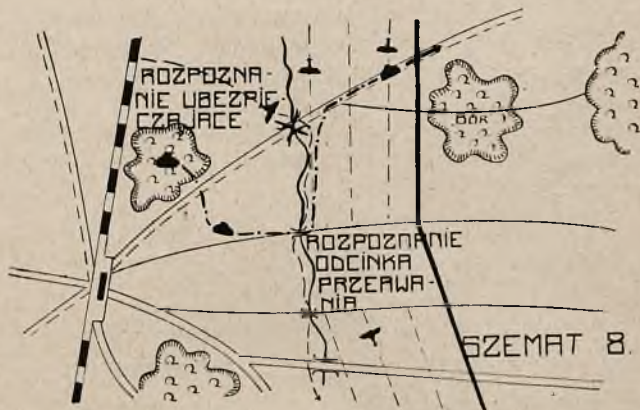 ROZPOZNA-
NIE UBEZPIE-
CZAJĄCE
BÓR
ROZPOZNANIE
ODCINKA
PRZERWA-
NIA
SZEMAT 8.